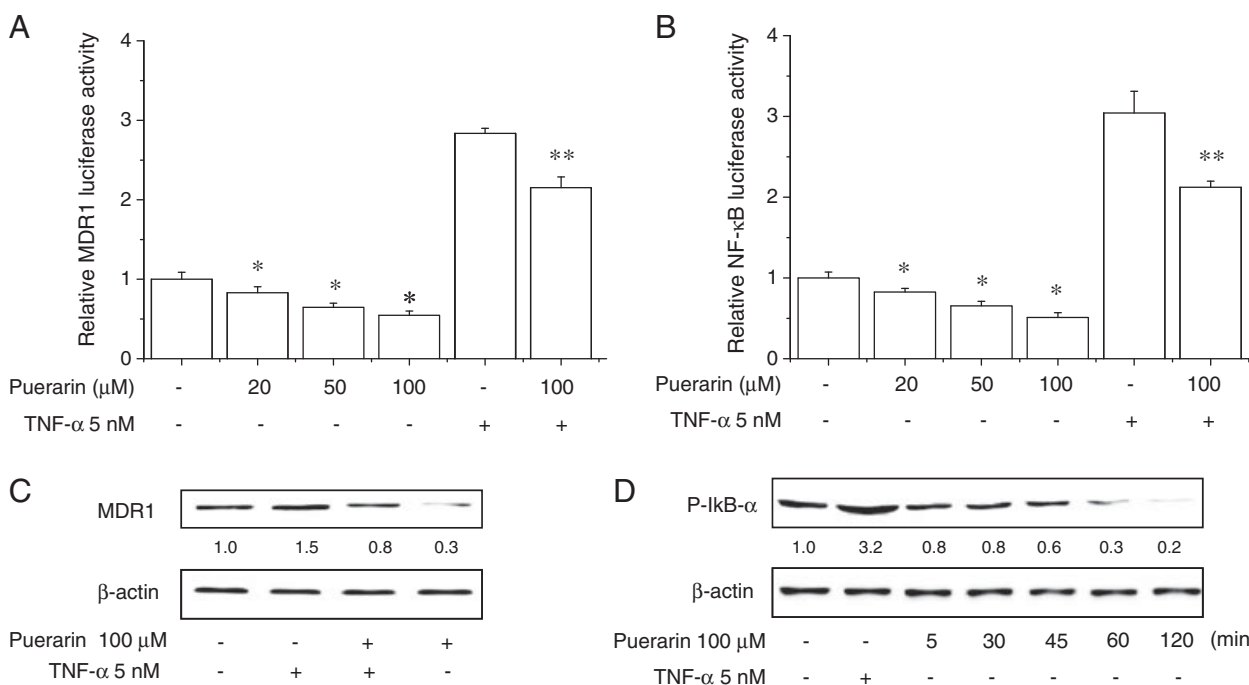 A
Relative MDR1 luciferase activity
4
3
2
1
0
* * * **
Puerarin (μM) - 20 50 100 - 100
TNF-α 5 nM - - - - + +
B
Relative NF-κB luciferase activity
4
3
2
1
0
* * * **
Puerarin (μM) - 20 50 100 - 100
TNF-α 5 nM - - - - + +
C
MDR1
1.0 1.5 0.8 0.3
β-actin
Puerarin 100 μM - - + +
TNF-α 5 nM - + + -
D
P-IkB-α
1.0 3.2 0.8 0.8 0.6 0.3 0.2
β-actin
Puerarin 100 μM - - 5 30 45 60 120 (min
TNF-α 5 nM - + - - - - -